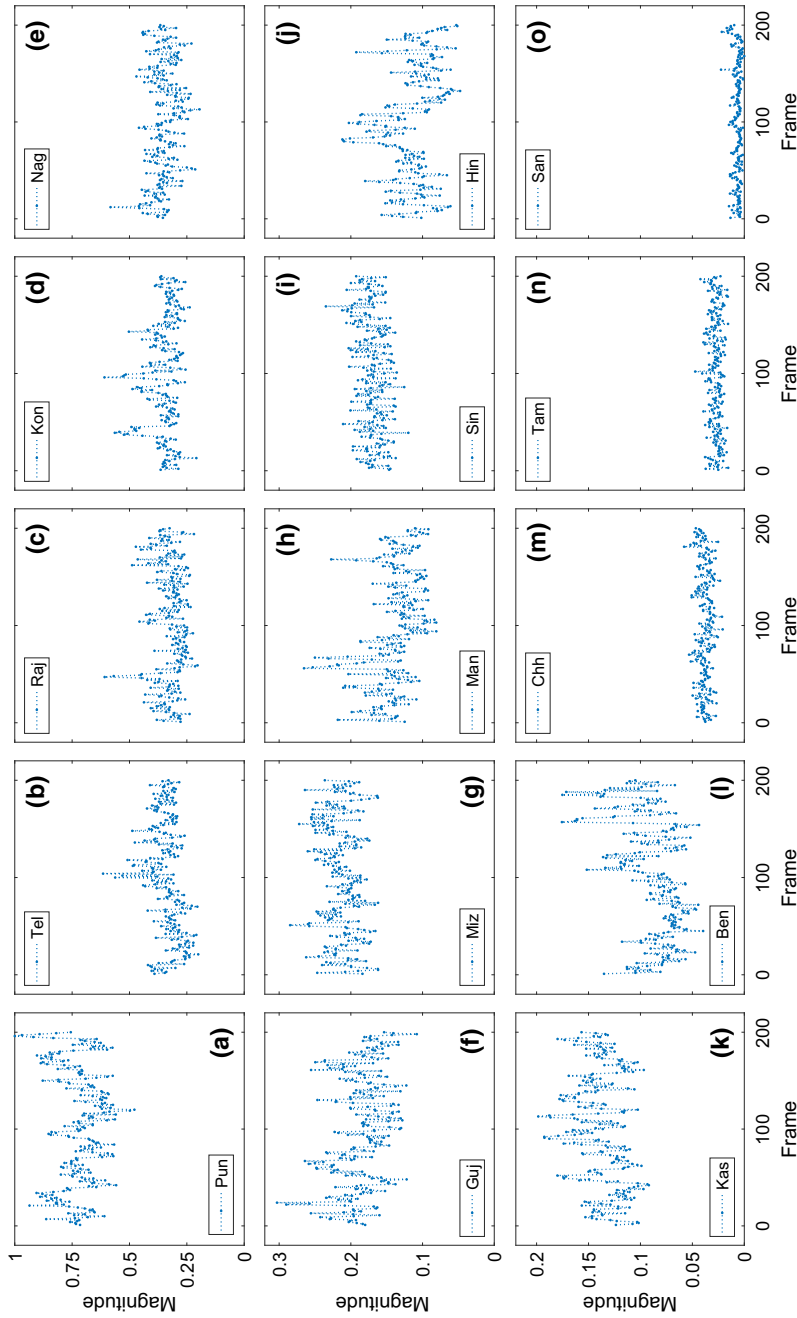 Magnitude
1
0.75
0.5
0.25
0
Pun
(a)
Tel
(b)
Raj
(c)
Kon
(d)
Nag
(e)
Magnitude
0.3
0.2
0.1
Guj
(f)
Miz
(g)
Man
(h)
Sin
(i)
Hin
(j)
Magnitude
0.2
0.15
0.1
0.05
0
Kas
(k)
0 100 200
Frame
Ben
(l)
0 100 200
Frame
Chh
(m)
0 100 200
Frame
Tam
(n)
0 100 200
Frame
San
(o)
0 100 200
Frame